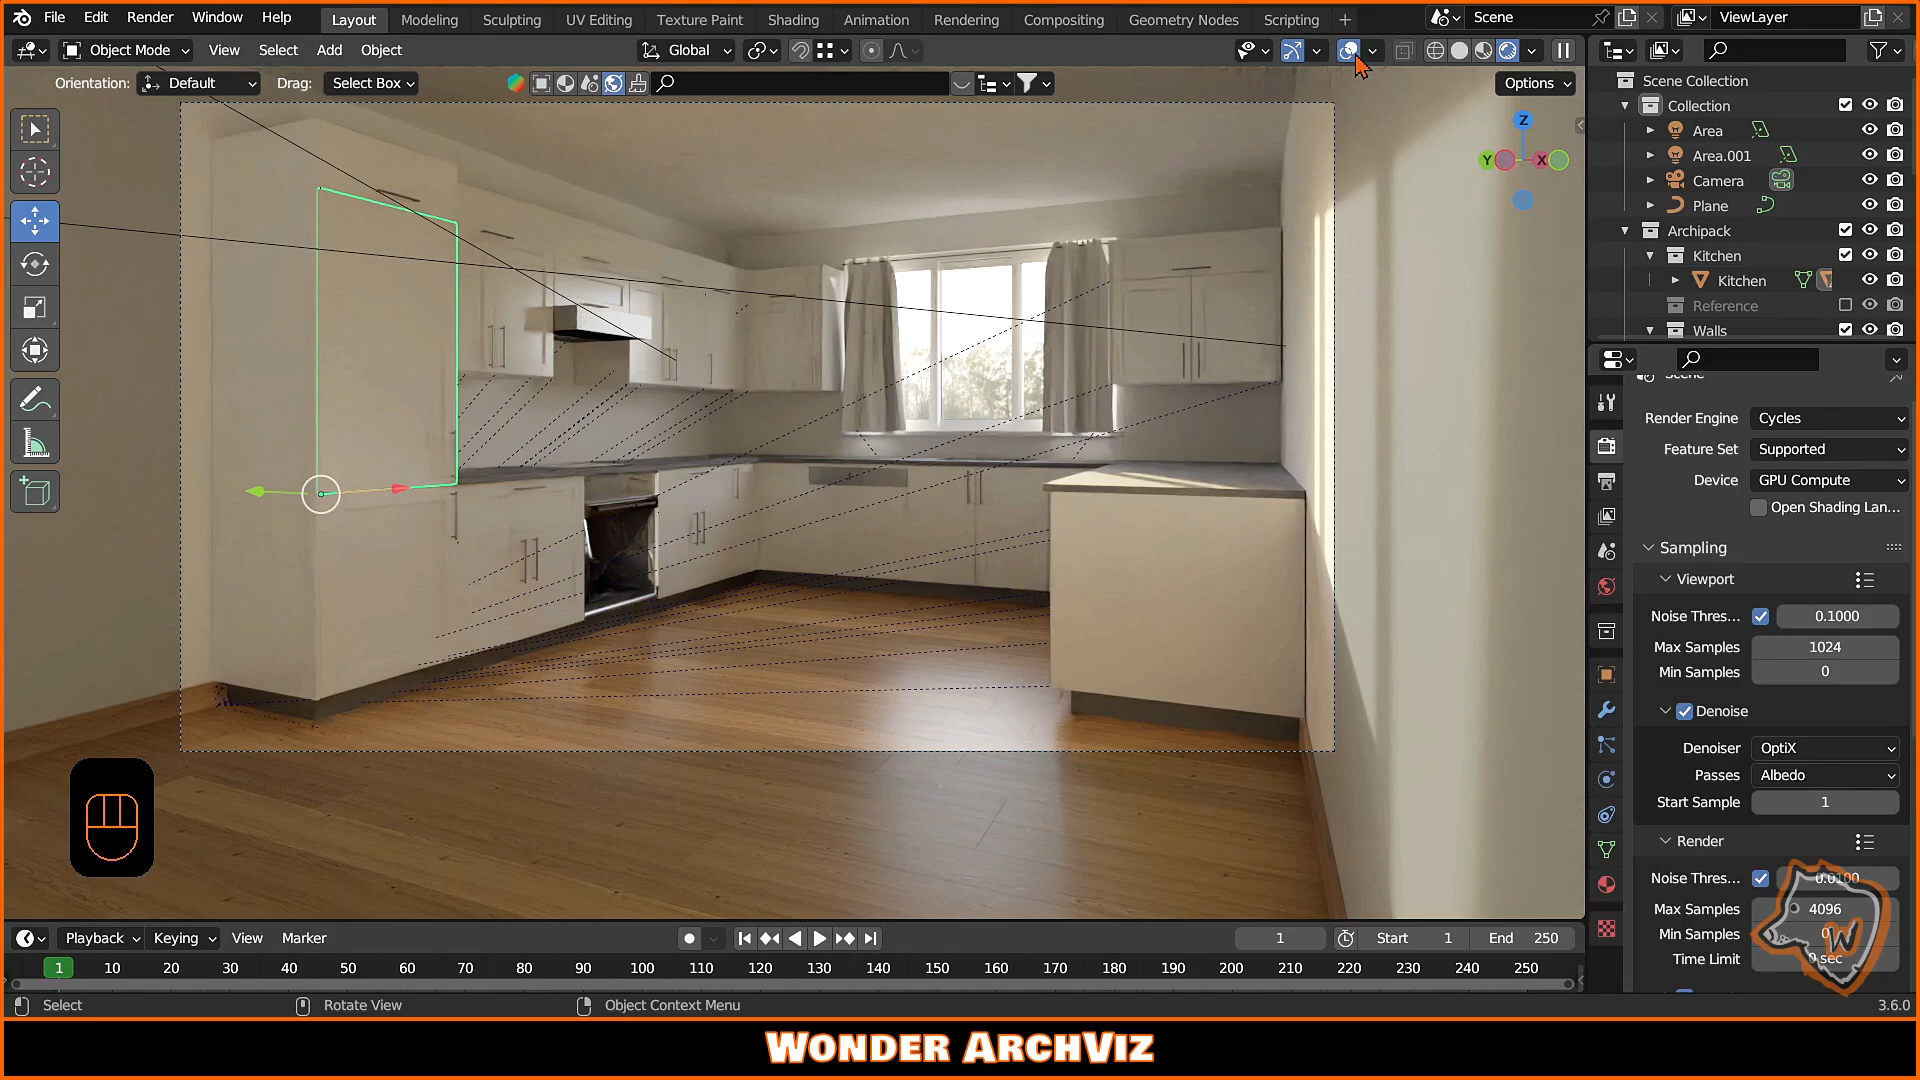 File Edit Render Window Help Layout Modeling Sculpting UV Editing Texture Paint Shading Animation Rendering Compositing Geometry Nodes Scripting + Scene ViewLayer
Object Mode View Select Add Object Global
Orientation: Default Drag: Select Box Options
Z
Y X
Scene Collection
Collection
Area
Area.001
Camera
Plane
Archipack
Kitchen
Kitchen
Reference
Walls
Scene
Render Engine Cycles
Feature Set Supported
Device GPU Compute
Open Shading Lan...
Sampling
Viewport
Noise Thres... 0.1000
Max Samples 1024
Min Samples 0
Denoise
Denoiser OptiX
Passes Albedo
Start Sample 1
Render
Noise Thres... 0.0100
Max Samples 4096
Min Samples 0
Time Limit 0 sec
W
Playback Keying View Marker 1 Start 1 End 250
1 10 20 30 40 50 60 70 80 90 100 110 120 130 140 150 160 170 180 190 200 210 220 230 240 250
Select Rotate View Object Context Menu 3.6.0
WONDER ARCHVIZ